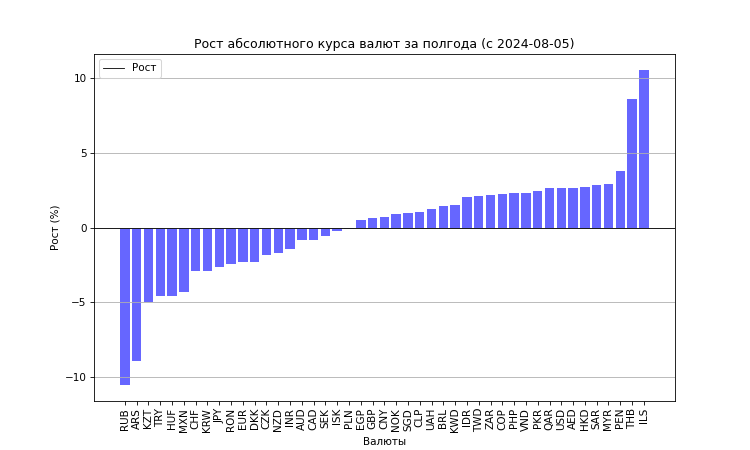 Рост абсолютного курса валют за полгода (с 2024-08-05)
Рост
10
5
0
−5
−10
Рост (%)
RUB ARS KZT TRY HUF MXN CHF KRW JPY RON EUR DKK CZK NZD INR AUD CAD SEK ISK PLN EGP GBP CNY NOK SGD CLP UAH BRL KWD IDR TWD ZAR COP PHP VND PKR QAR USD AED HKD SAR MYR PEN THB ILS
Валюты